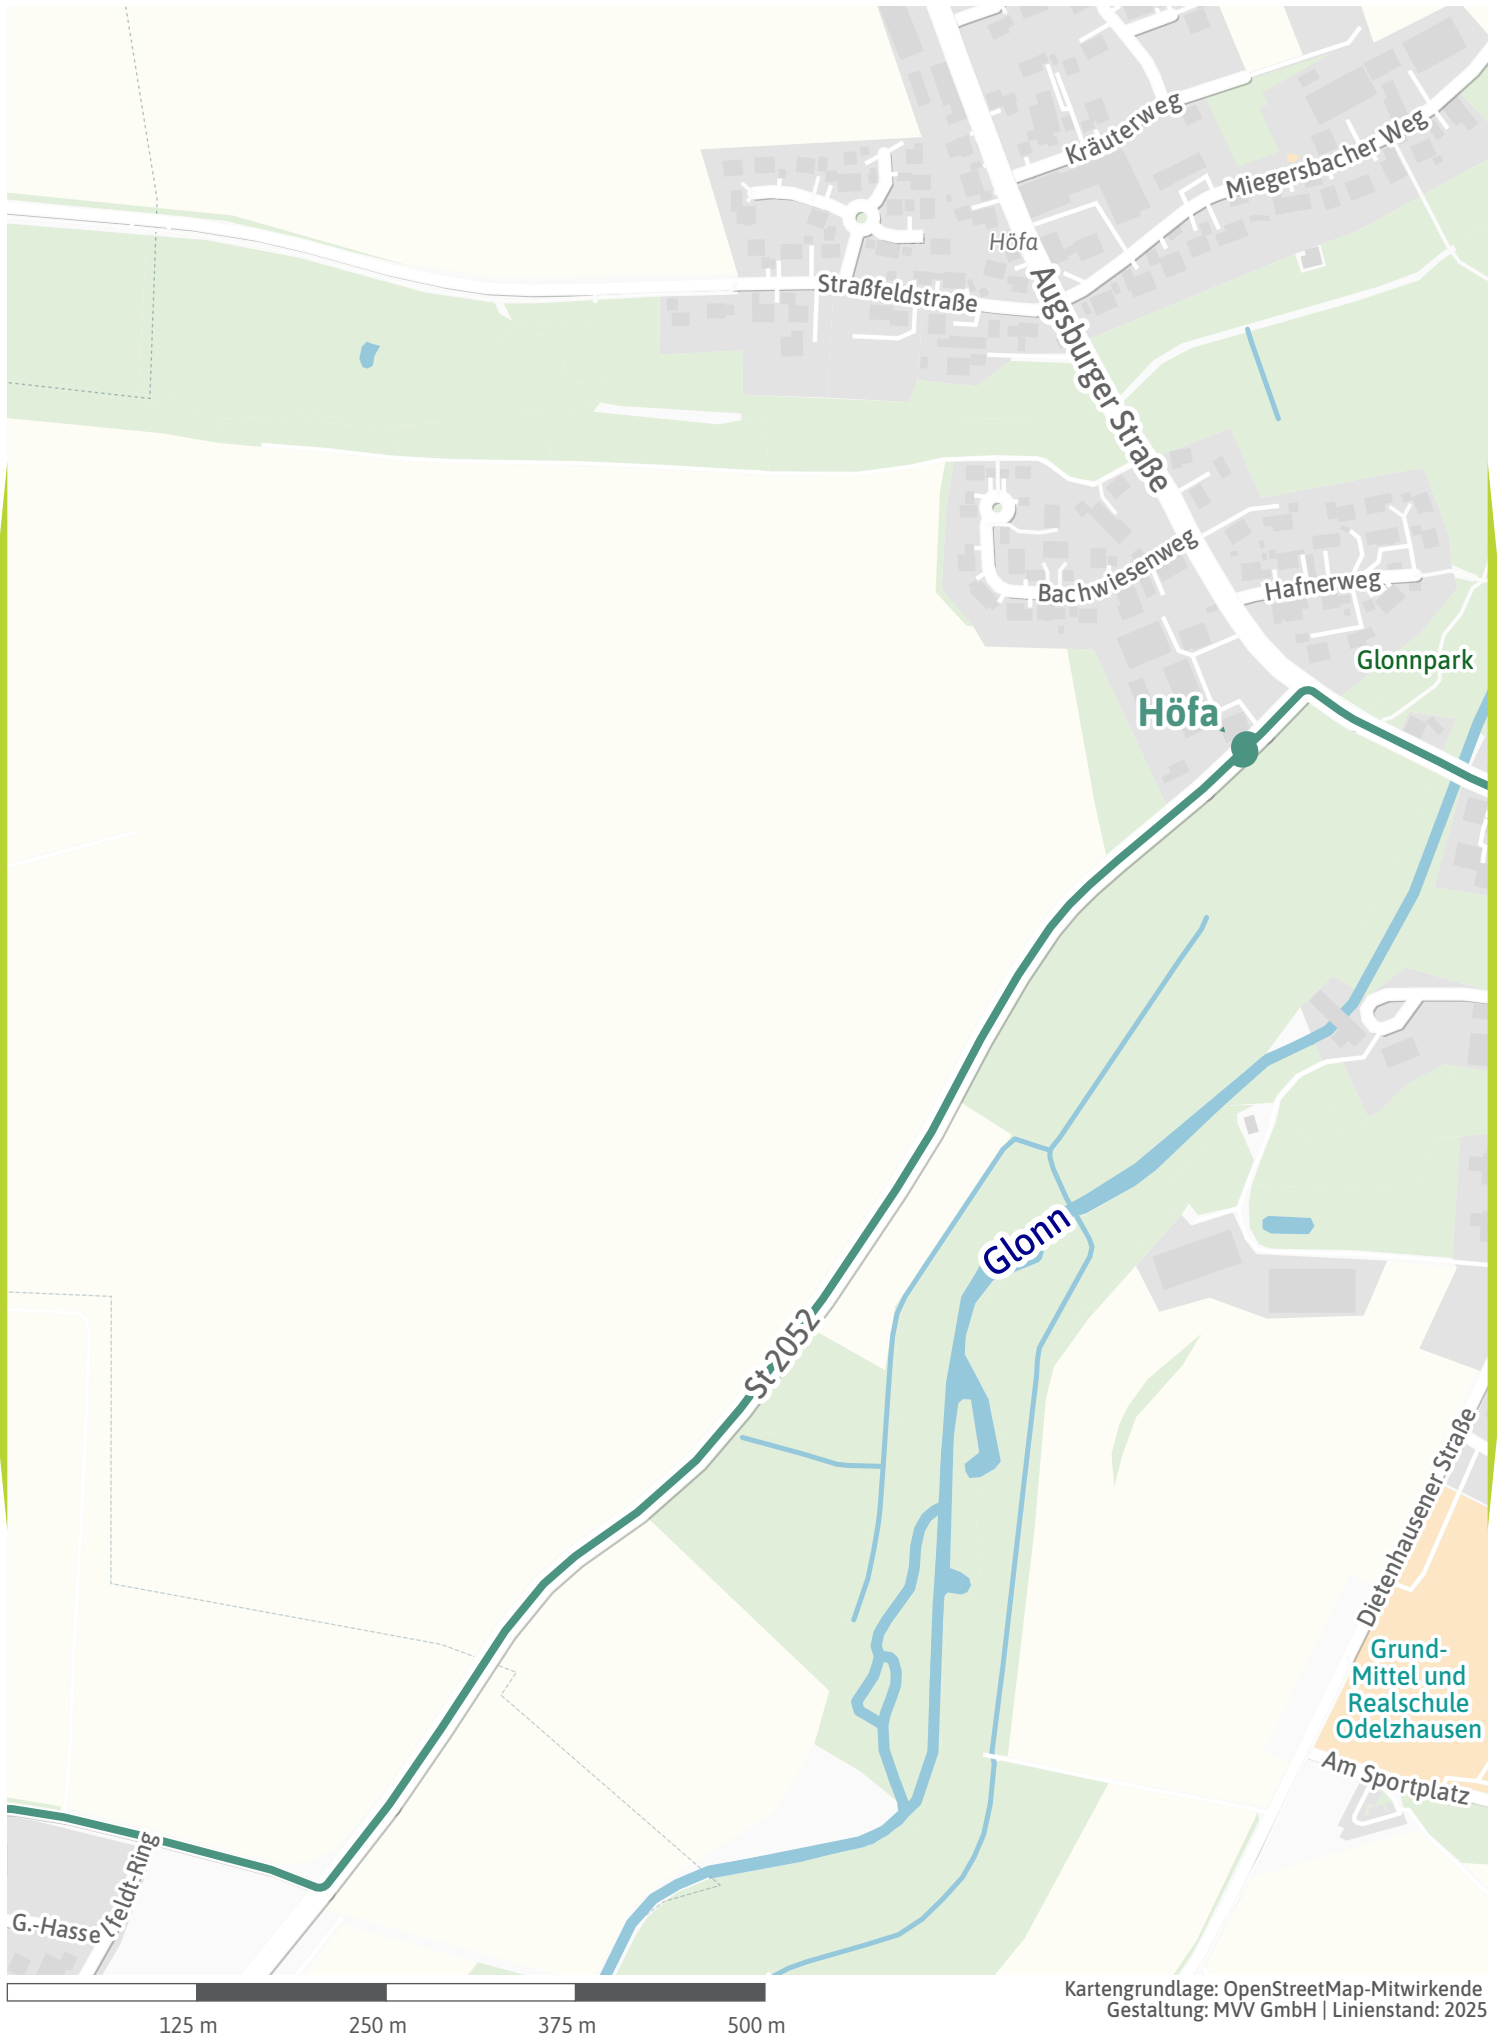 Kräuterweg
Miegersbacher Weg
Höfa
Straßfeldstraße
Augsburger Straße
Bachwiesenweg
Hafnerweg
Glonnpark
Höfa
Glonn
St 2052
Dietenhausener Straße
Grund-
Mittel und
Realschule
Odelzhausen
Am Sportplatz
G.-Hasselfeldt-Ring
125 m 250 m 375 m 500 m
Kartengrundlage: OpenStreetMap-Mitwirkende
Gestaltung: MVV GmbH | Linienstand: 2025